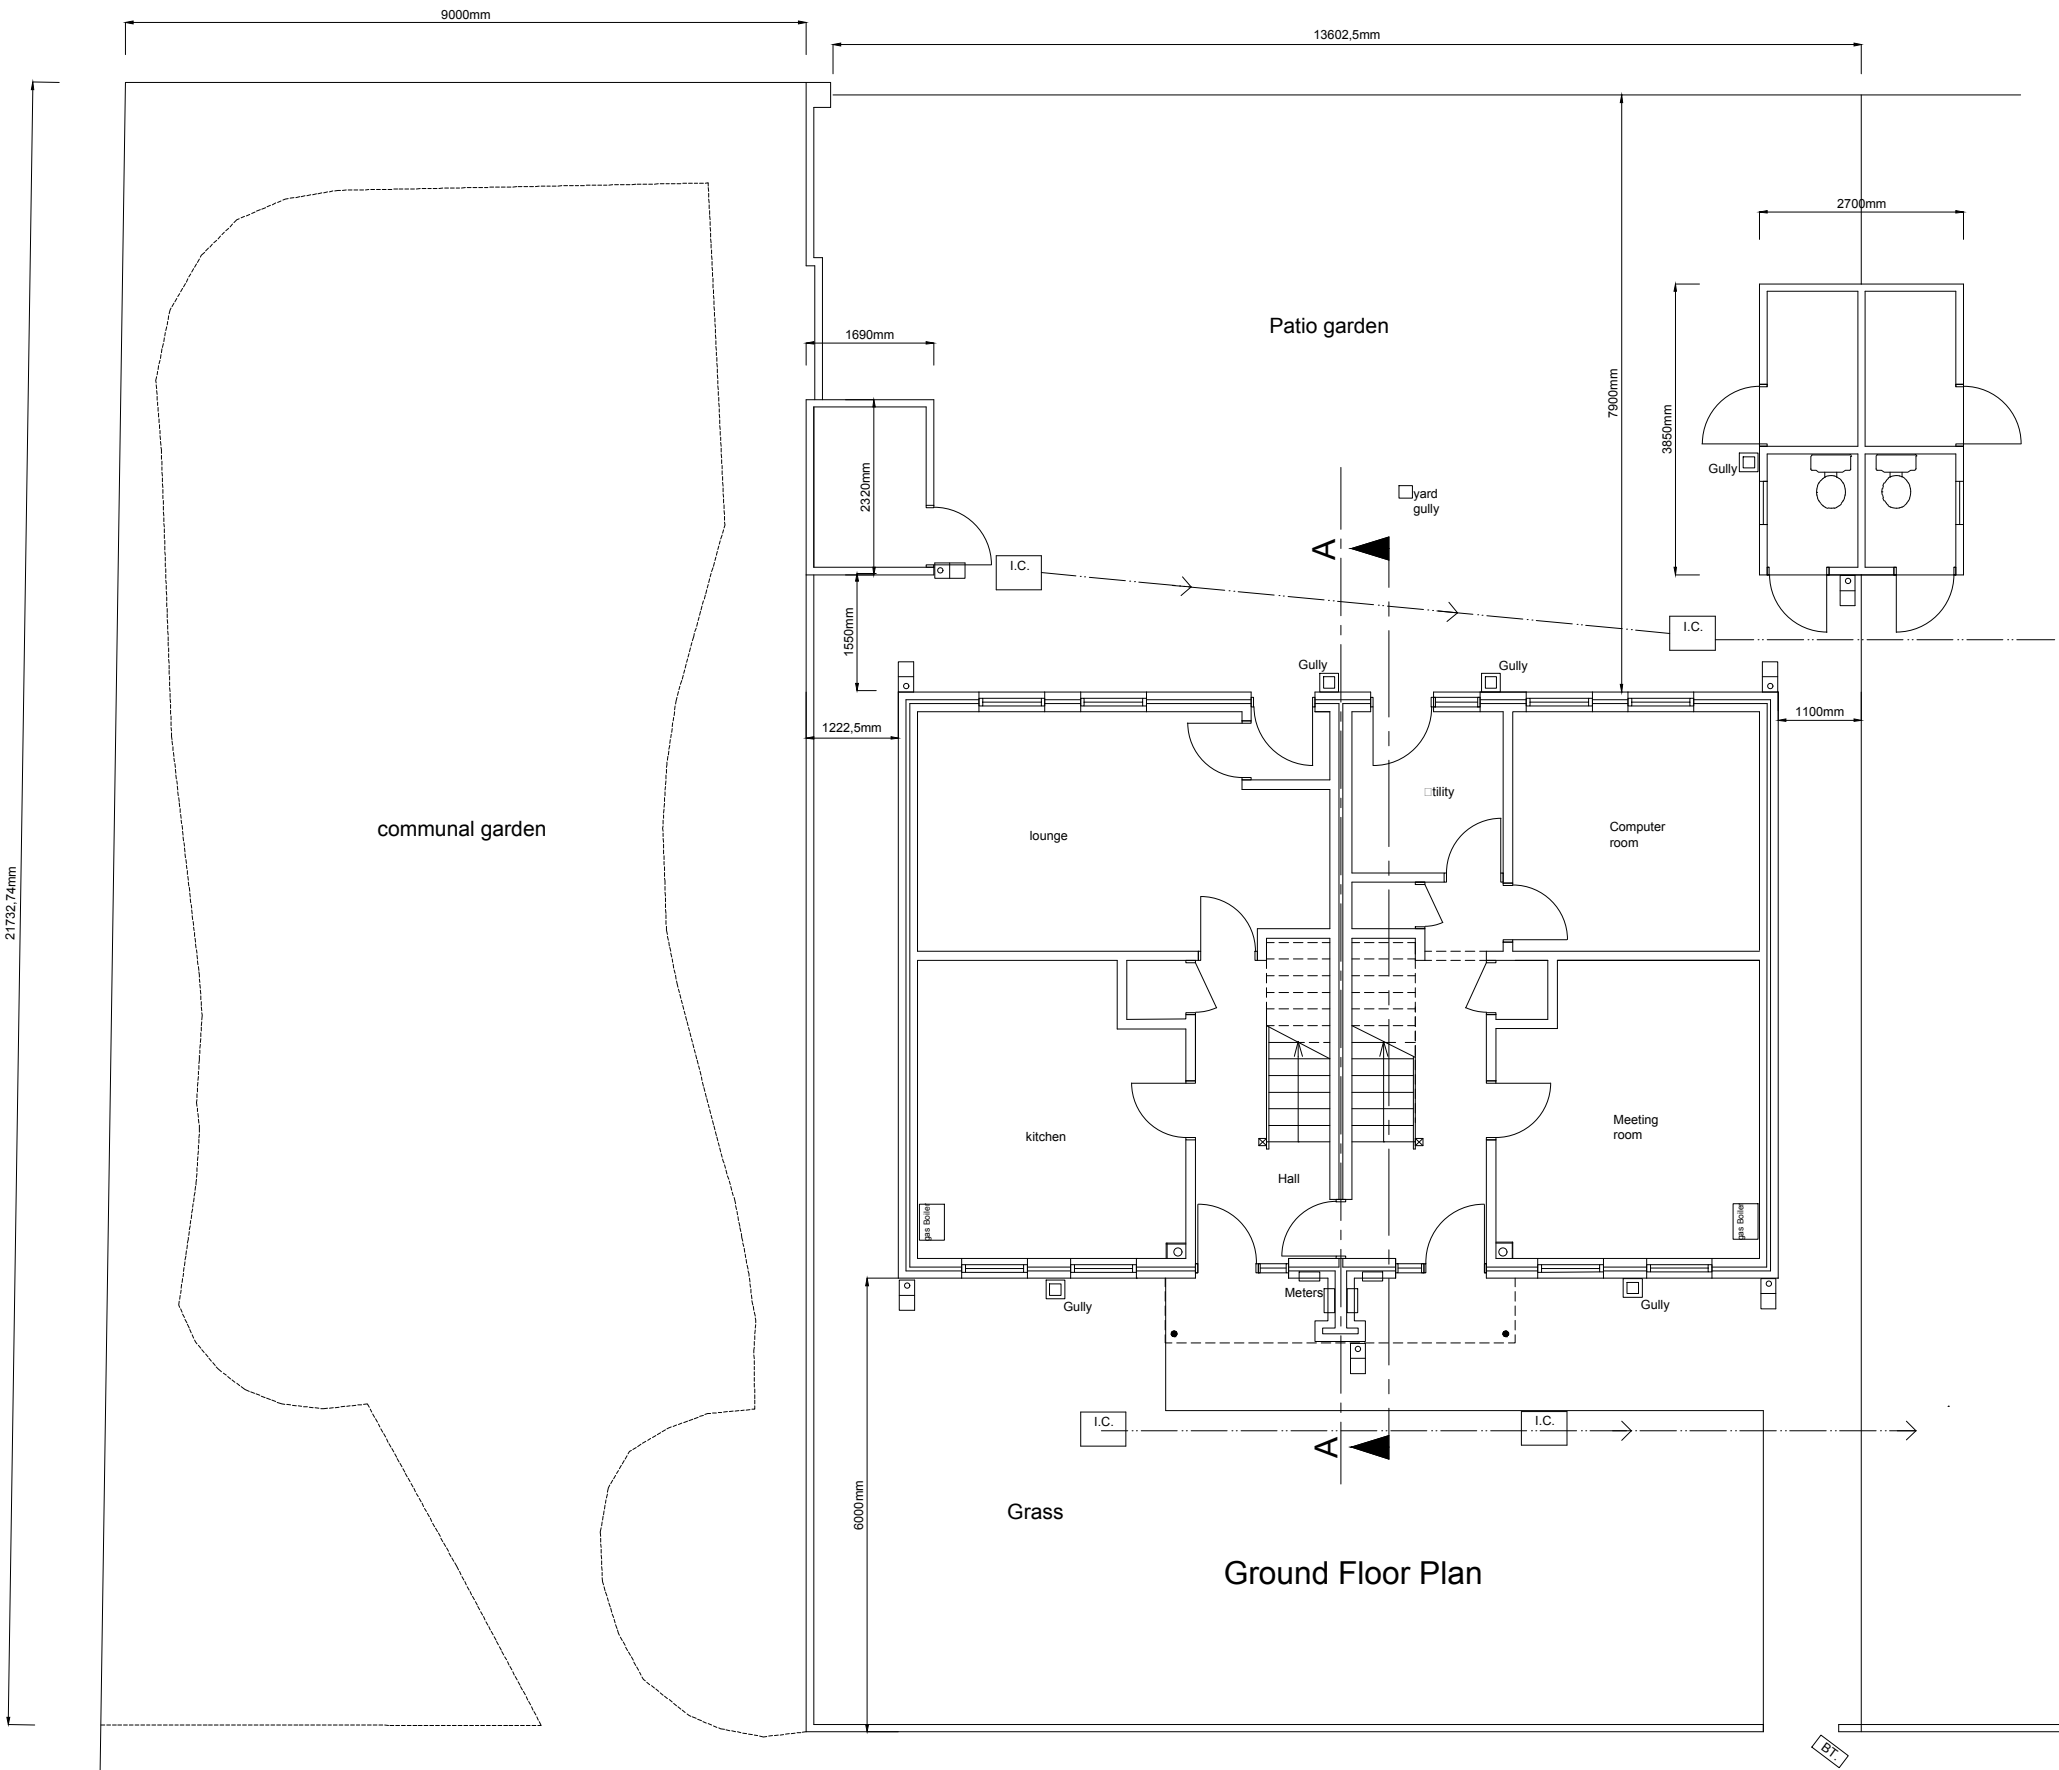 9000mm
13602,5mm
2700mm
Patio garden
1690mm
7900mm
3850mm
Gully
2320mm
yard
gully
A
I.C.
1550mm
I.C.
Gully
Gully
1222,5mm
1100mm
communal garden
lounge
□tility
Computer
room
21732,74mm
kitchen
Meeting
room
Hall
gas Boiler
gas Boiler
Meters
Gully
Gully
I.C.
I.C.
A
6000mm
Grass
Ground Floor Plan
BT.